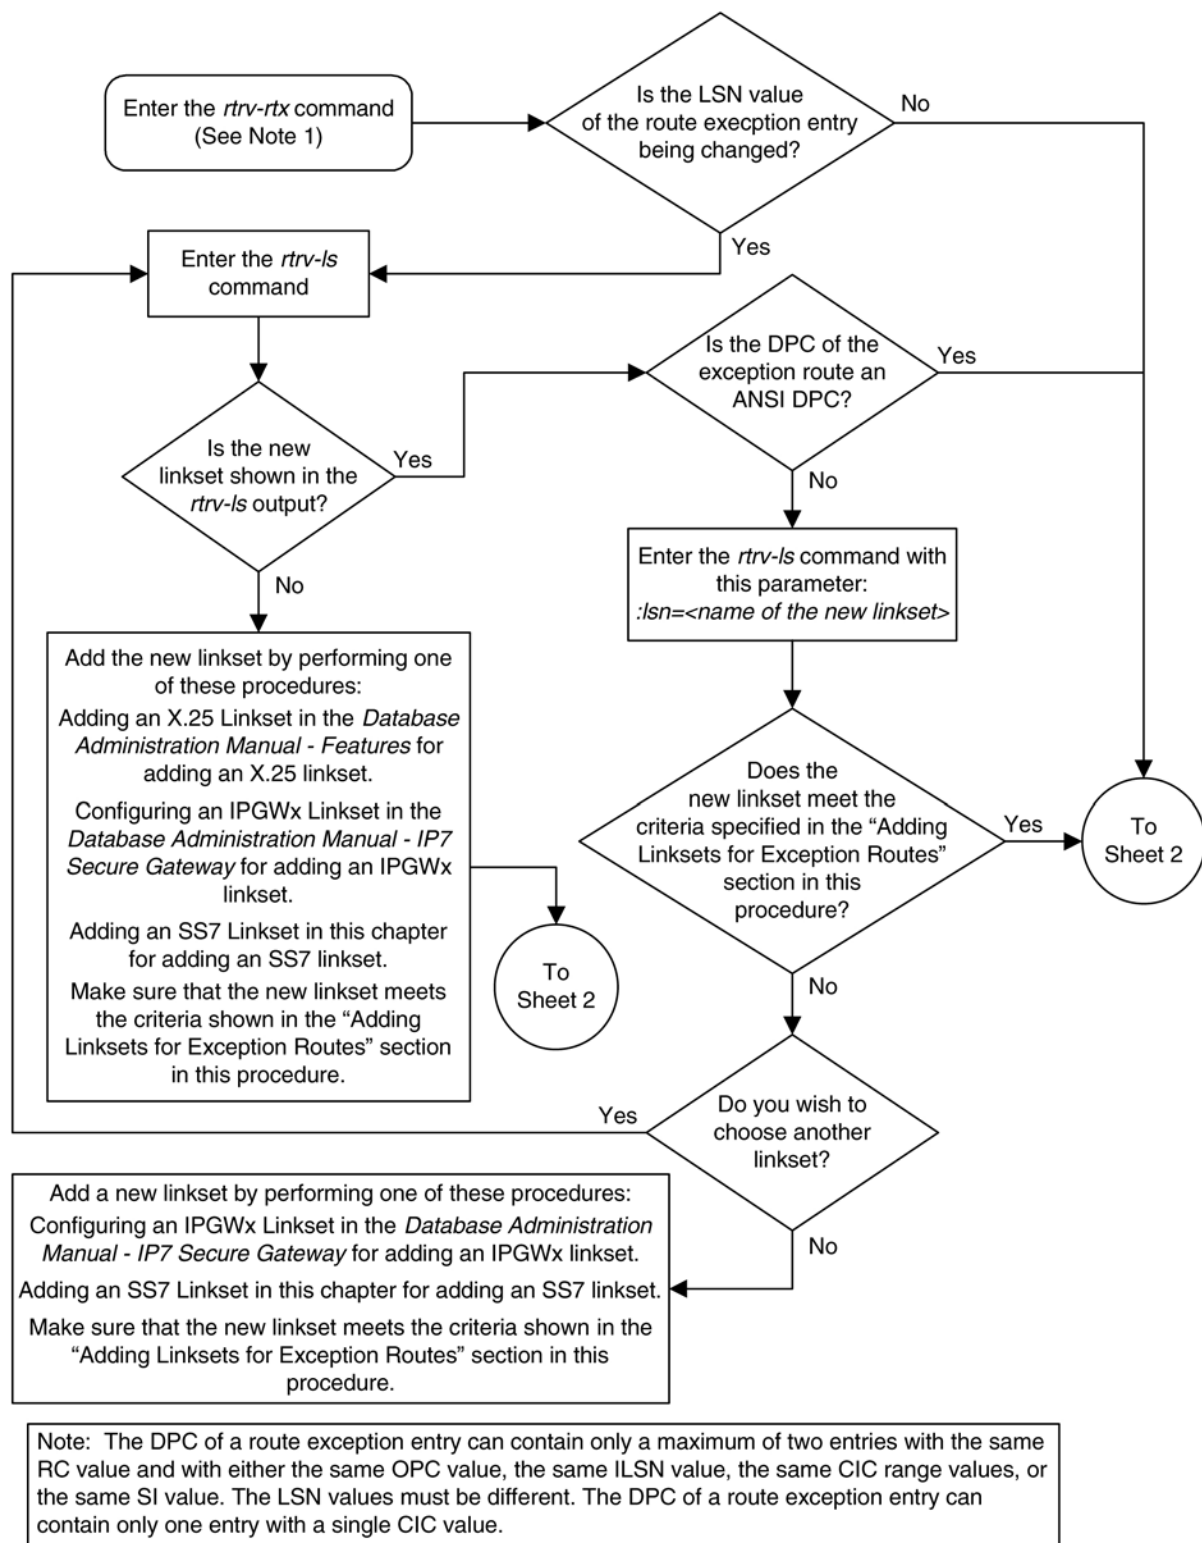 Enter the rtrv-rtx command
(See Note 1)
Is the LSN value
of the route execption entry
being changed?
No
Yes
Enter the rtrv-ls
command
Is the DPC of the
exception route an
ANSI DPC?
Yes
No
Is the new
linkset shown in the
rtrv-ls output?
Yes
No
Enter the rtrv-ls command with
this parameter:
:lsn=<name of the new linkset>
Add the new linkset by performing one
of these procedures:
Adding an X.25 Linkset in the Database
Administration Manual - Features for
adding an X.25 linkset.
Configuring an IPGWx Linkset in the
Database Administration Manual - IP7
Secure Gateway for adding an IPGWx
linkset.
Adding an SS7 Linkset in this chapter
for adding an SS7 linkset.
Make sure that the new linkset meets
the criteria shown in the “Adding
Linksets for Exception Routes” section
in this procedure.
To
Sheet 2
Does the
new linkset meet the
criteria specified in the “Adding
Linksets for Exception Routes”
section in this
procedure?
Yes
To
Sheet 2
No
Do you wish to
choose another
linkset?
Yes
No
Add a new linkset by performing one of these procedures:
Configuring an IPGWx Linkset in the Database Administration
Manual - IP7 Secure Gateway for adding an IPGWx linkset.
Adding an SS7 Linkset in this chapter for adding an SS7 linkset.
Make sure that the new linkset meets the criteria shown in the
“Adding Linksets for Exception Routes” section in this
procedure.
Note: The DPC of a route exception entry can contain only a maximum of two entries with the same
RC value and with either the same OPC value, the same ILSN value, the same CIC range values, or
the same SI value. The LSN values must be different. The DPC of a route exception entry can
contain only one entry with a single CIC value.